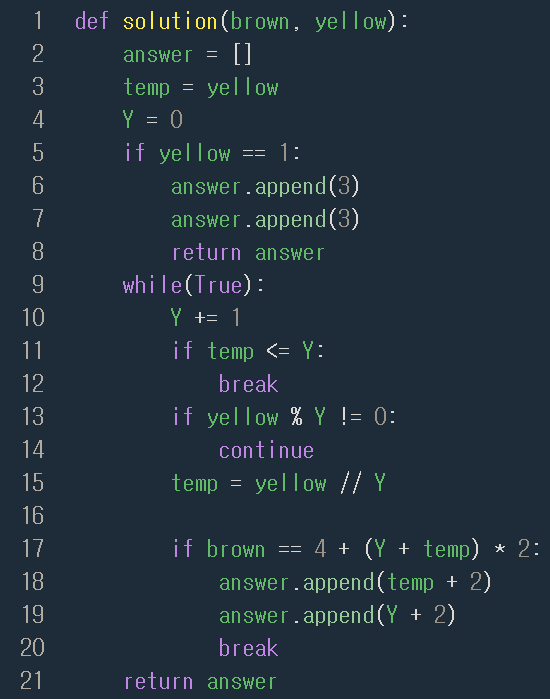 1 def solution(brown, yellow):
2     answer = []
3     temp = yellow
4     Y = 0
5     if yellow == 1:
6         answer.append(3)
7         answer.append(3)
8         return answer
9     while(True):
10         Y += 1
11         if temp <= Y:
12             break
13         if yellow % Y != 0:
14             continue
15         temp = yellow // Y
16
17         if brown == 4 + (Y + temp) * 2:
18             answer.append(temp + 2)
19             answer.append(Y + 2)
20             break
21     return answer